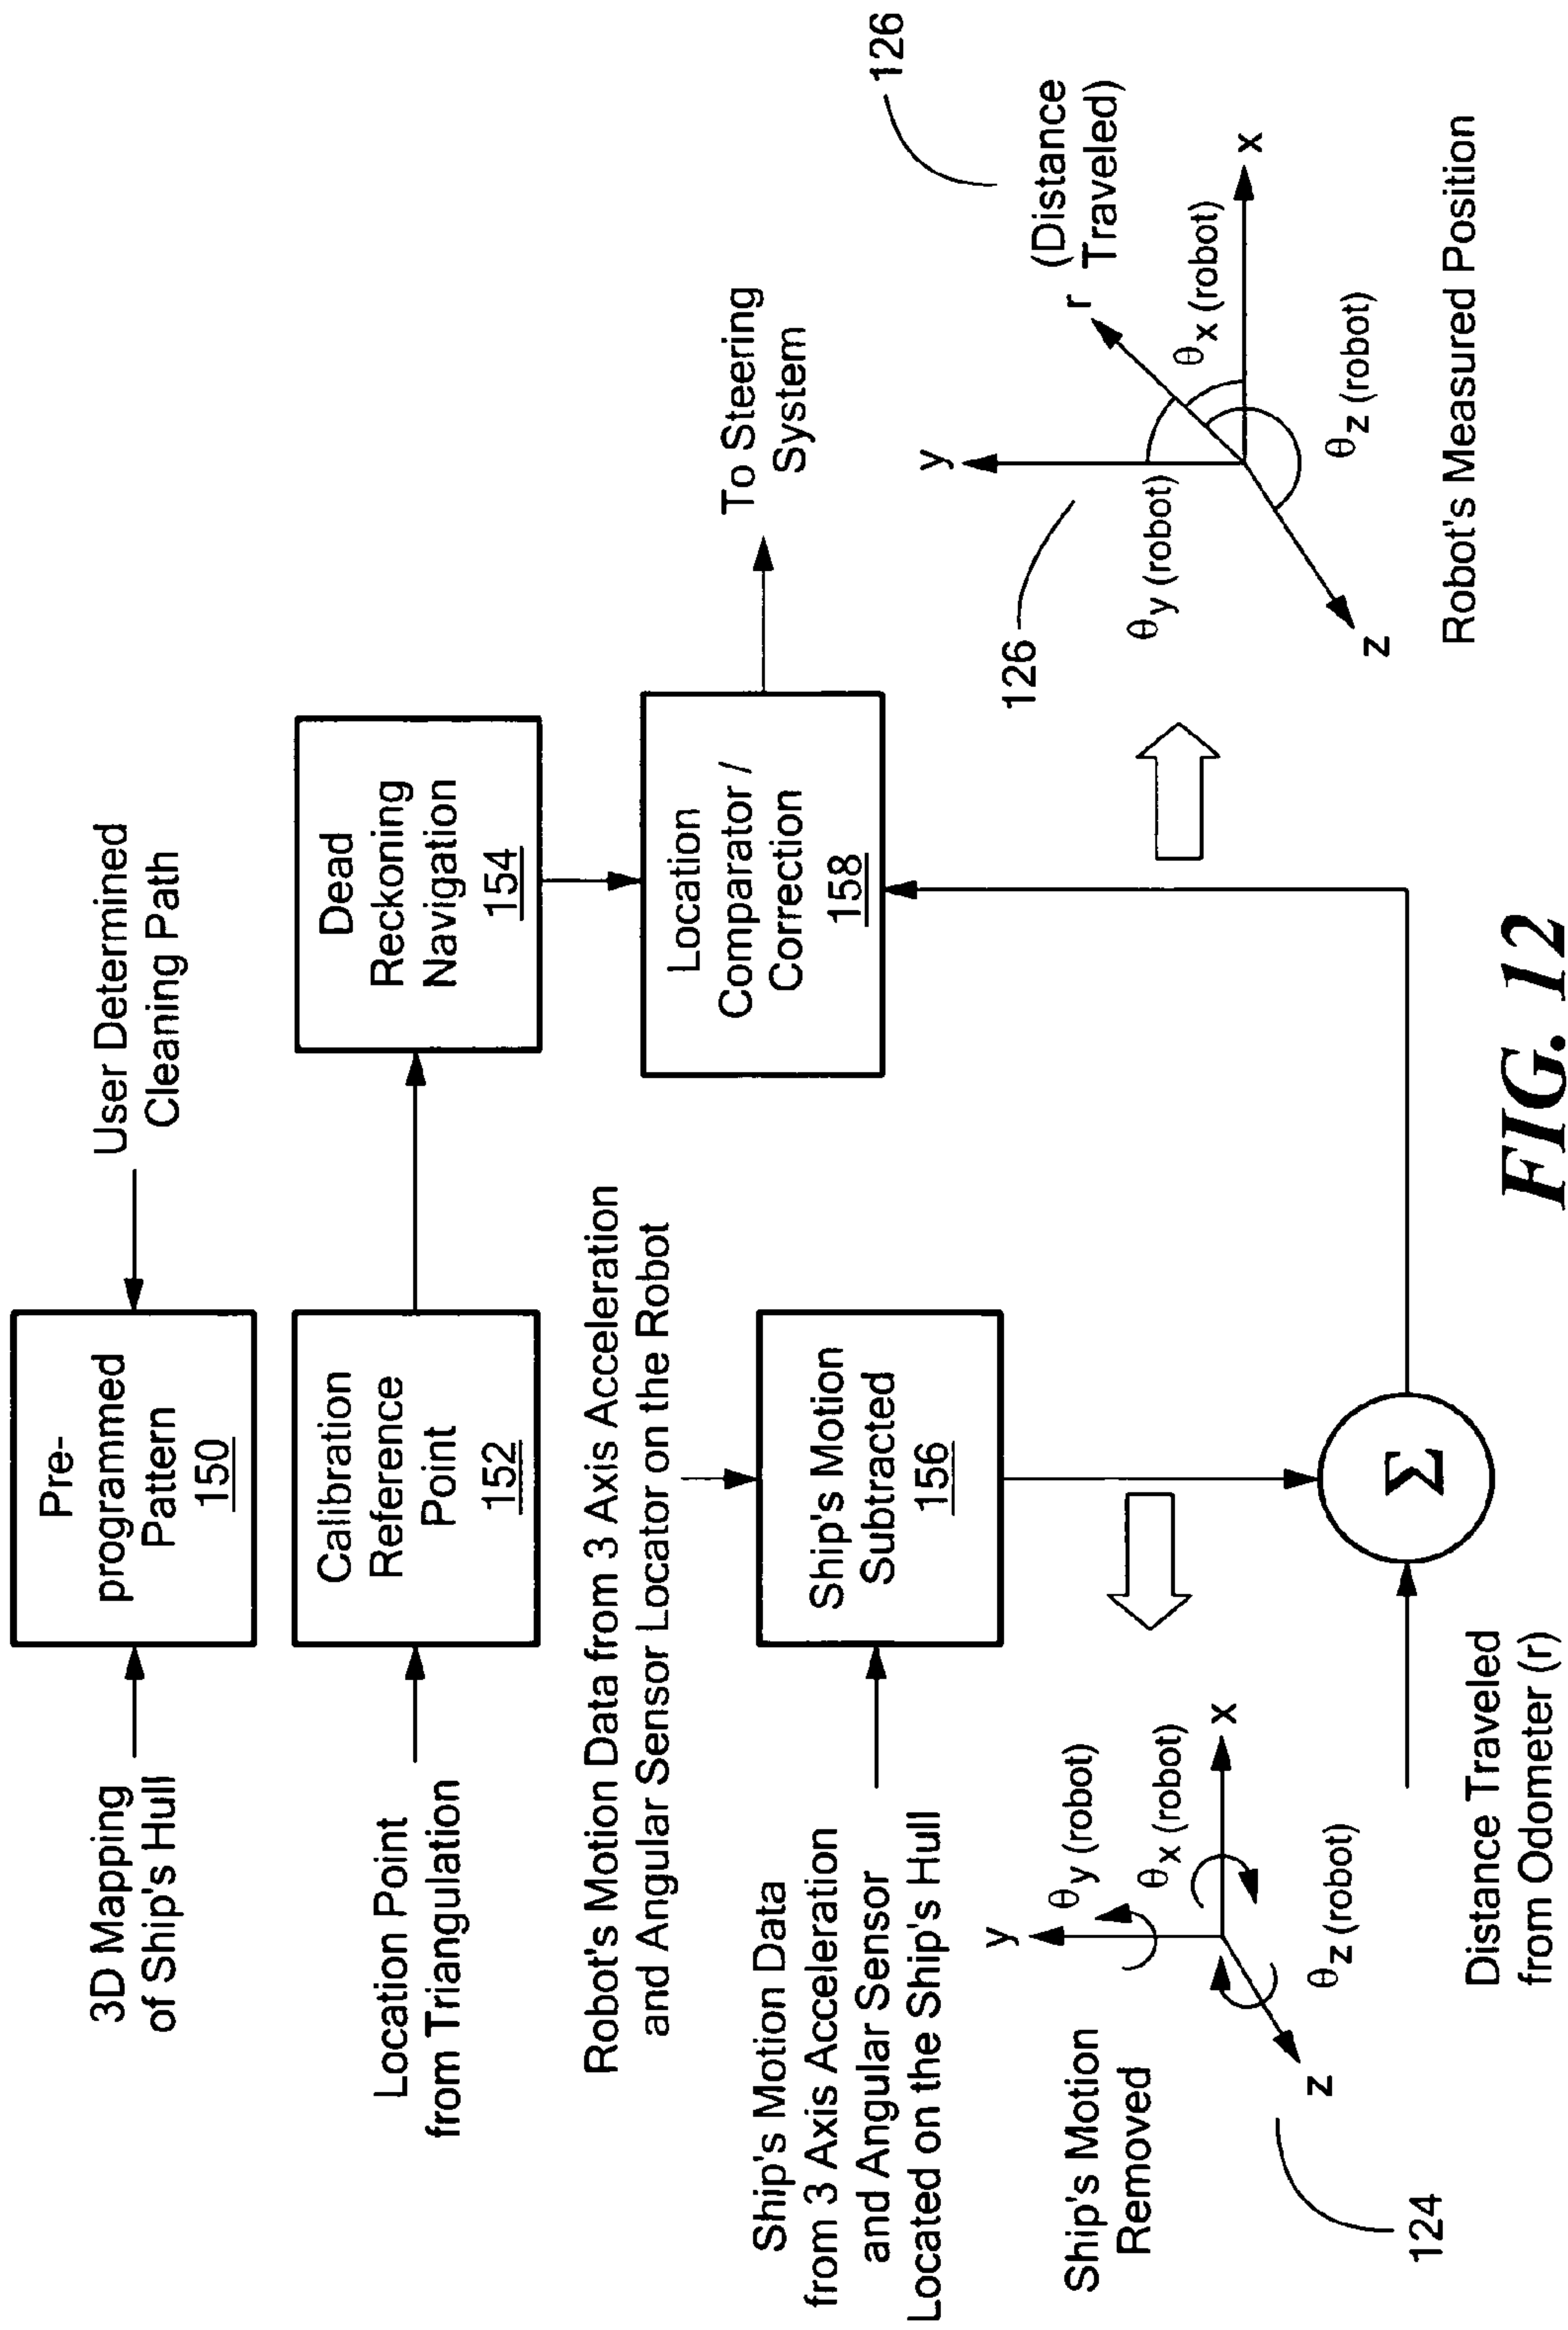 3D Mapping
of Ship's Hull
Pre-
programmed
Pattern
150
User Determined
Cleaning Path
Location Point
from Triangulation
Calibration
Reference
Point
152
Dead
Reckoning
Navigation
154
Robot's Motion Data from 3 Axis Acceleration
and Angular Sensor Locator on the Robot
Ship's Motion Data
from 3 Axis Acceleration
and Angular Sensor
Located on the Ship's Hull
Ship's Motion
Subtracted
156
Location
Comparator /
Correction
158
To Steering
System
Ship's Motion
Removed
124
y
θy (robot)
θx (robot)
x
z
θz (robot)
Distance Traveled
from Odometer (r)
Σ
126
y
θy (robot)
r (Distance
Traveled)
126
θx (robot)
x
z
θz (robot)
Robot's Measured Position
FIG. 12